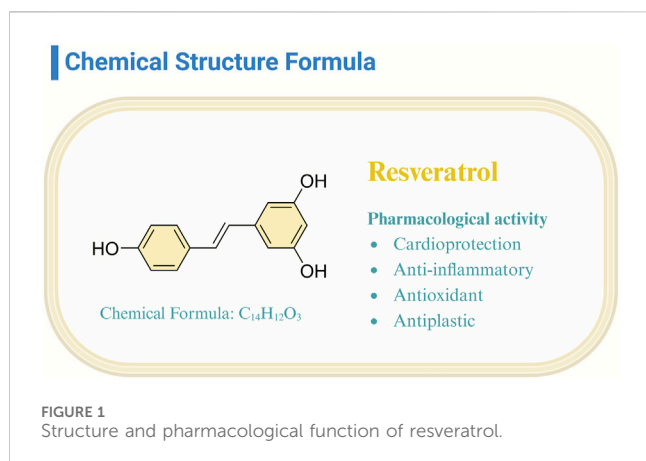 Chemical Structure Formula
Resveratrol
OH
HO
OH
Pharmacological activity
• Cardioprotection
• Anti-inflammatory
• Antioxidant
• Antiplastic
Chemical Formula: C₁₄H₁₂O₃
FIGURE 1
Structure and pharmacological function of resveratrol.